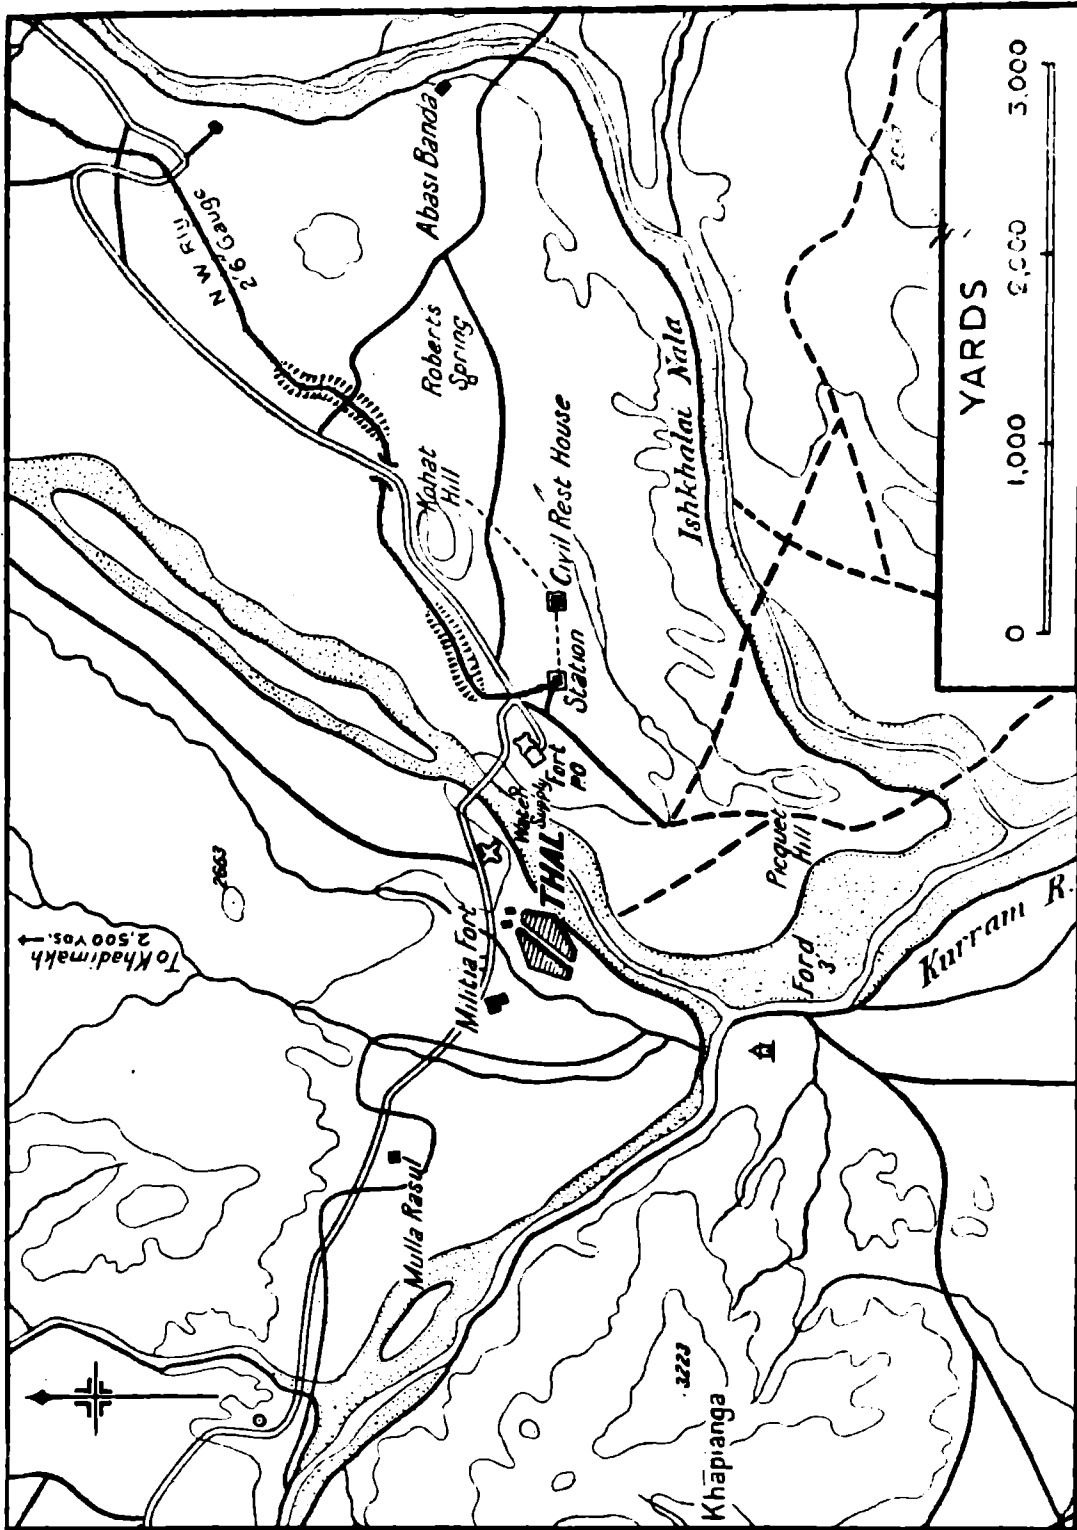 To Khadimakh
2,500 Yds.
2663
N W Rly
2'6" Gauge
Mulla Rasul
Militia Fort
Kohat
Hill
Roberts
Spring
Abasi Banda
Water
Supply
Fort
PO
THAL
Station
Civil Rest House
Ishkhalai Nala
3223
Khāpianga
Ford
3'
Picquet
Hill
Kurram R.
YARDS
0 1,000 2,000 3,000